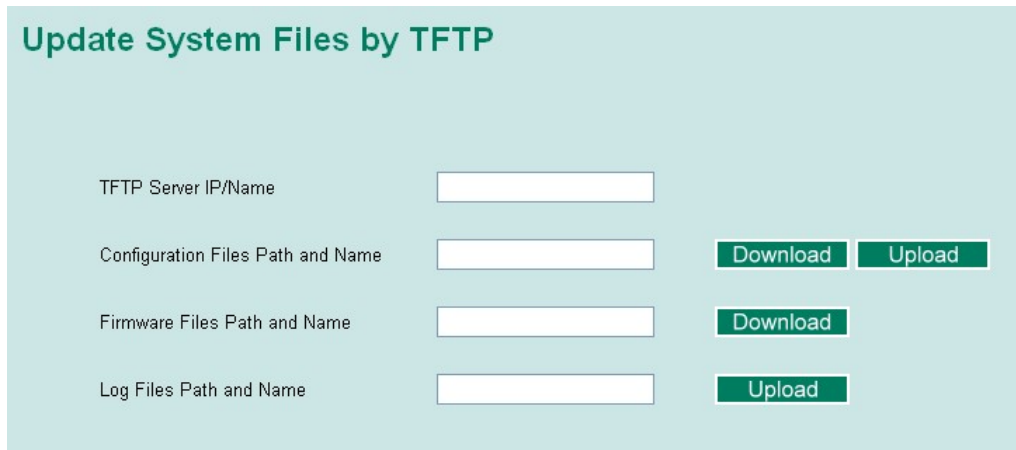 Update System Files by TFTP
TFTP Server IP/Name
Configuration Files Path and Name Download Upload
Firmware Files Path and Name Download
Log Files Path and Name Upload